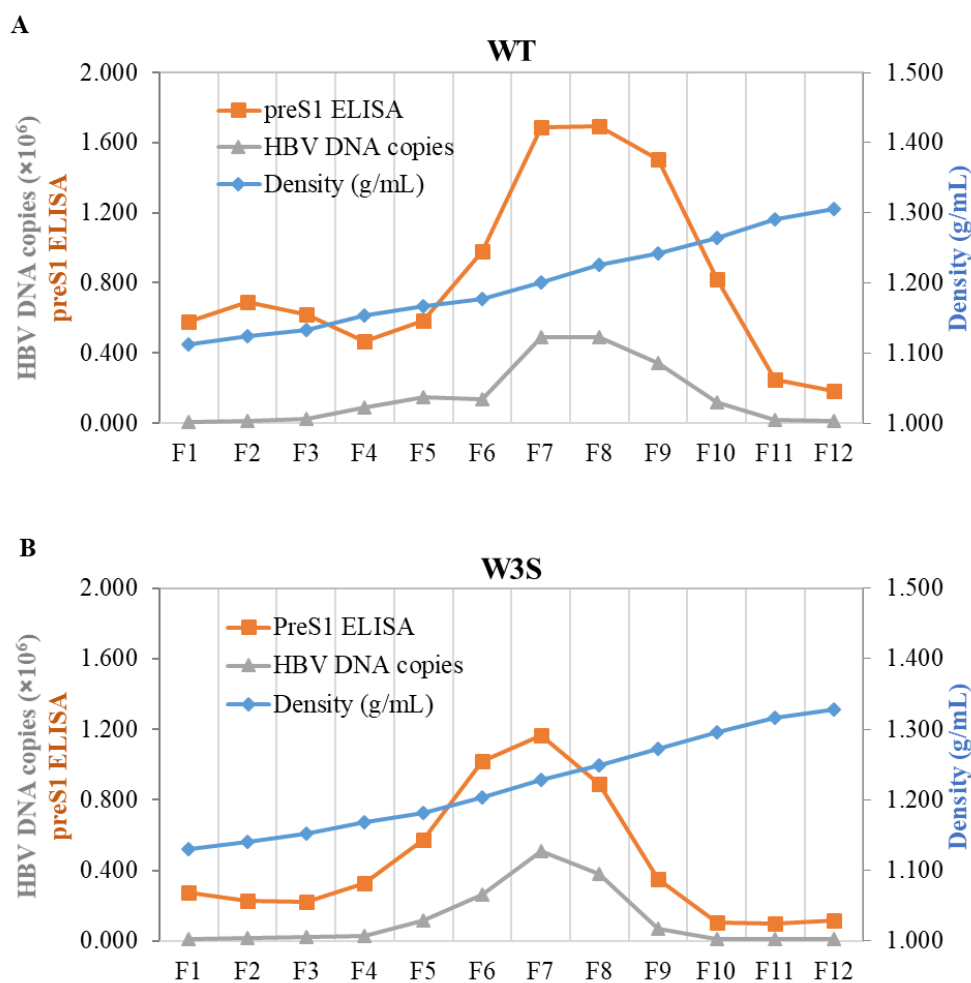 A
WT
2.000
1.600
1.200
0.800
0.400
0.000
HBV DNA copies (×10⁶)
preS1 ELISA
preS1 ELISA
HBV DNA copies
Density (g/mL)
1.500
1.400
1.300
1.200
1.100
1.000
Density (g/mL)
F1 F2 F3 F4 F5 F6 F7 F8 F9 F10 F11 F12
B
W3S
2.000
1.600
1.200
0.800
0.400
0.000
HBV DNA copies (×10⁶)
preS1 ELISA
PreS1 ELISA
HBV DNA copies
Density (g/mL)
1.500
1.400
1.300
1.200
1.100
1.000
Density (g/mL)
F1 F2 F3 F4 F5 F6 F7 F8 F9 F10 F11 F12